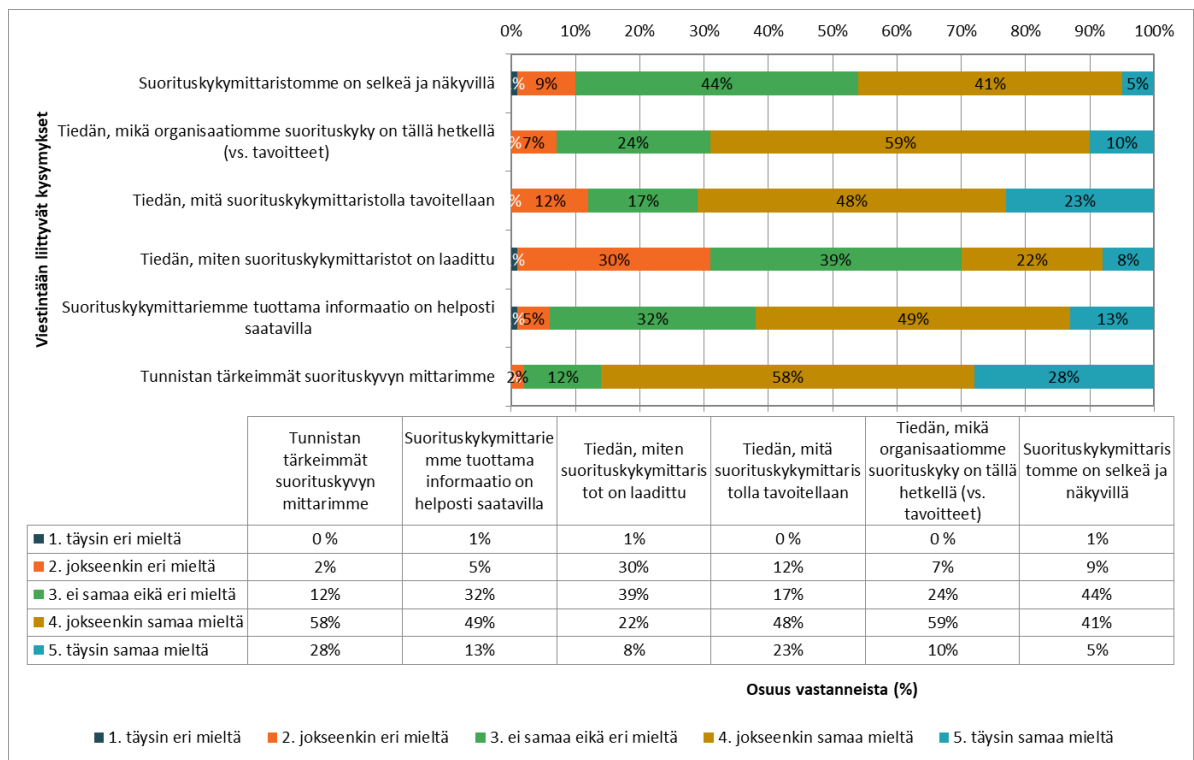 0% 10% 20% 30% 40% 50% 60% 70% 80% 90% 100%
Viestintään liittyvät kysymykset
Suorituskykymittaristomme on selkeä ja näkyvillä
% 9% 44% 41% 5%
Tiedän, mikä organisaatiomme suorituskyky on tällä hetkellä
(vs. tavoitteet)
% 7% 24% 59% 10%
Tiedän, mitä suorituskykymittaristolla tavoitellaan
% 12% 17% 48% 23%
Tiedän, miten suorituskykymittaristot on laadittu
% 30% 39% 22% 8%
Suorituskykymittariemme tuottama informaatio on helposti
saatavilla
% 5% 32% 49% 13%
Tunnistan tärkeimmät suorituskyvyn mittarimme
2% 12% 58% 28%
Tunnistan
tärkeimmät
suorituskyvyn
mittarimme
Suorituskykymittarie
mme tuottama
informaatio on
helposti saatavilla
Tiedän, miten
suorituskykymittaris
tot on laadittu
Tiedän, mitä
suorituskykymittaris
tolla tavoitellaan
Tiedän, mikä
organisaatiomme
suorituskyky on tällä
hetkellä (vs.
tavoitteet)
Suorituskykymittaris
tomme on selkeä ja
näkyvillä
1. täysin eri mieltä 0 % 1% 1% 0 % 0 % 1%
2. jokseenkin eri mieltä 2% 5% 30% 12% 7% 9%
3. ei samaa eikä eri mieltä 12% 32% 39% 17% 24% 44%
4. jokseenkin samaa mieltä 58% 49% 22% 48% 59% 41%
5. täysin samaa mieltä 28% 13% 8% 23% 10% 5%
Osuus vastanneista (%)
1. täysin eri mieltä 2. jokseenkin eri mieltä 3. ei samaa eikä eri mieltä 4. jokseenkin samaa mieltä 5. täysin samaa mieltä